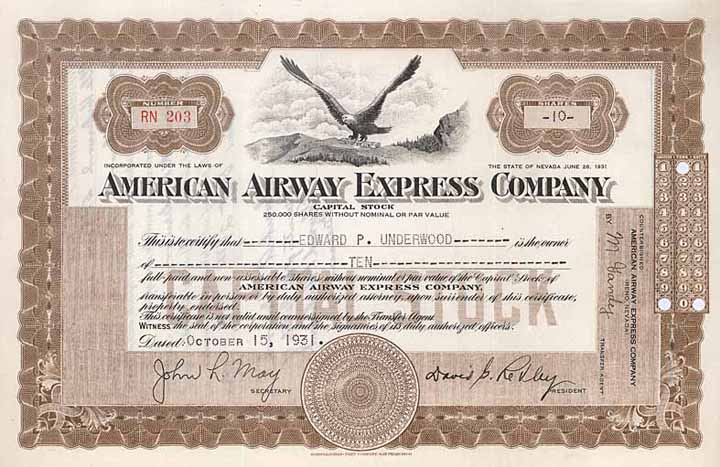 NUMBER
RN 203
SHARES
-10-
INCORPORATED UNDER THE LAWS OF
THE STATE OF NEVADA JUNE 26, 1931
AMERICAN AIRWAY EXPRESS COMPANY
CAPITAL STOCK
250,000 SHARES WITHOUT NOMINAL OR PAR VALUE
This is to certify that -------EDWARD P. UNDERWOOD------- is the owner
of ----------TEN----------
full-paid and non-assessable shares without nominal or par value of the Capital Stock of
AMERICAN AIRWAY EXPRESS COMPANY,
transferable in person or by duly authorized attorney upon surrender of this certificate,
properly endorsed.
This certificate is not valid until countersigned by the Transfer Agent.
WITNESS the seal of the corporation and the signatures of its duly authorized officers.
Dated: OCTOBER 15, 1931.
John L. May
SECRETARY
PRESIDENT
COUNTERSIGNED
AMERICAN AIRWAY EXPRESS COMPANY
(RENO, NEVADA)
TRANSFER AGENT
BY